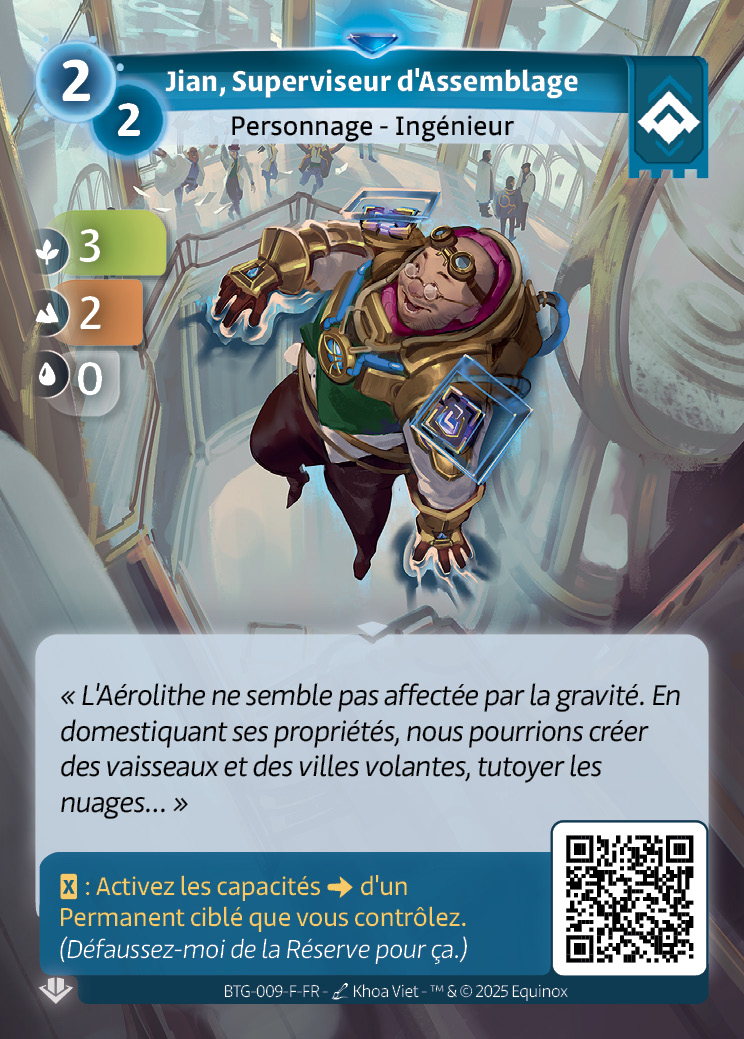 2
Jian, Superviseur d'Assemblage
2
Personnage - Ingénieur
3
2
0
« L'Aérolithe ne semble pas affectée par la gravité. En
domestiquant ses propriétés, nous pourrions créer
des vaisseaux et des villes volantes, tutoyer les
nuages... »
X : Activez les capacités ➔ d'un
Permanent ciblé que vous contrôlez.
(Défaussez-moi de la Réserve pour ça.)
BTG-009-F-FR - Khoa Viet - ™ & © 2025 Equinox